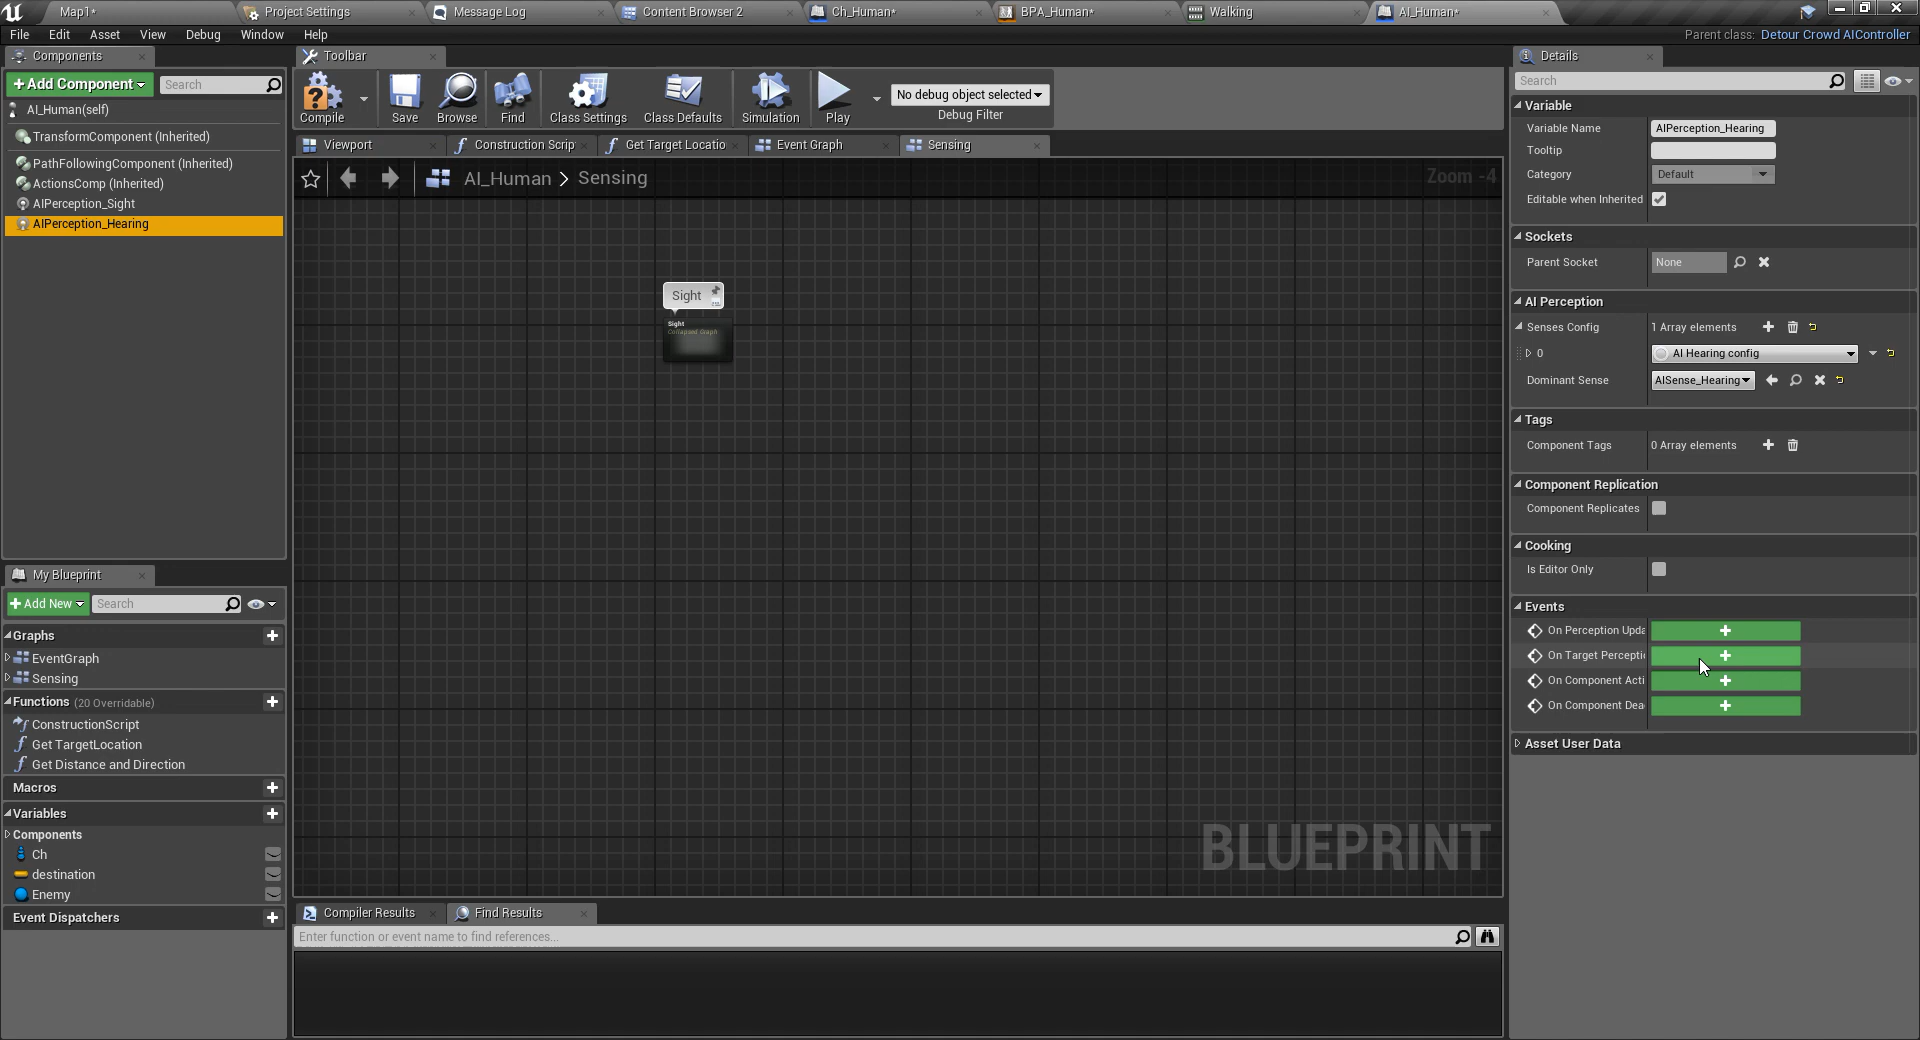 Map1*
Project Settings
Message Log
Content Browser 2
Ch_Human*
BPA_Human*
Walking
AI_Human*
File
Edit
Asset
View
Debug
Window
Help
Parent class: Detour Crowd AIController
Components
Toolbar
Details
+Add Component
Search
AI_Human(self)
TransformComponent (Inherited)
PathFollowingComponent (Inherited)
ActionsComp (Inherited)
AIPerception_Sight
AIPerception_Hearing
Compile
Save
Browse
Find
Class Settings
Class Defaults
Simulation
Play
No debug object selected
Debug Filter
Viewport
Construction Scrip
Get Target Locatio
Event Graph
Sensing
AI_Human > Sensing
Zoom -4
Sight
Sight
Collapsed Graph
BLUEPRINT
My Blueprint
+Add New
Search
Graphs
EventGraph
Sensing
Functions (20 Overridable)
ConstructionScript
Get TargetLocation
Get Distance and Direction
Macros
Variables
Components
Ch
destination
Enemy
Event Dispatchers
Compiler Results
Find Results
Enter function or event name to find references...
Search
Variable
Variable Name
AIPerception_Hearing
Tooltip
Category
Default
Editable when Inherited
Sockets
Parent Socket
None
AI Perception
Senses Config
1 Array elements
0
AI Hearing config
Dominant Sense
AISense_Hearing
Tags
Component Tags
0 Array elements
Component Replication
Component Replicates
Cooking
Is Editor Only
Events
On Perception Upda
On Target Percepti
On Component Acti
On Component Dea
Asset User Data